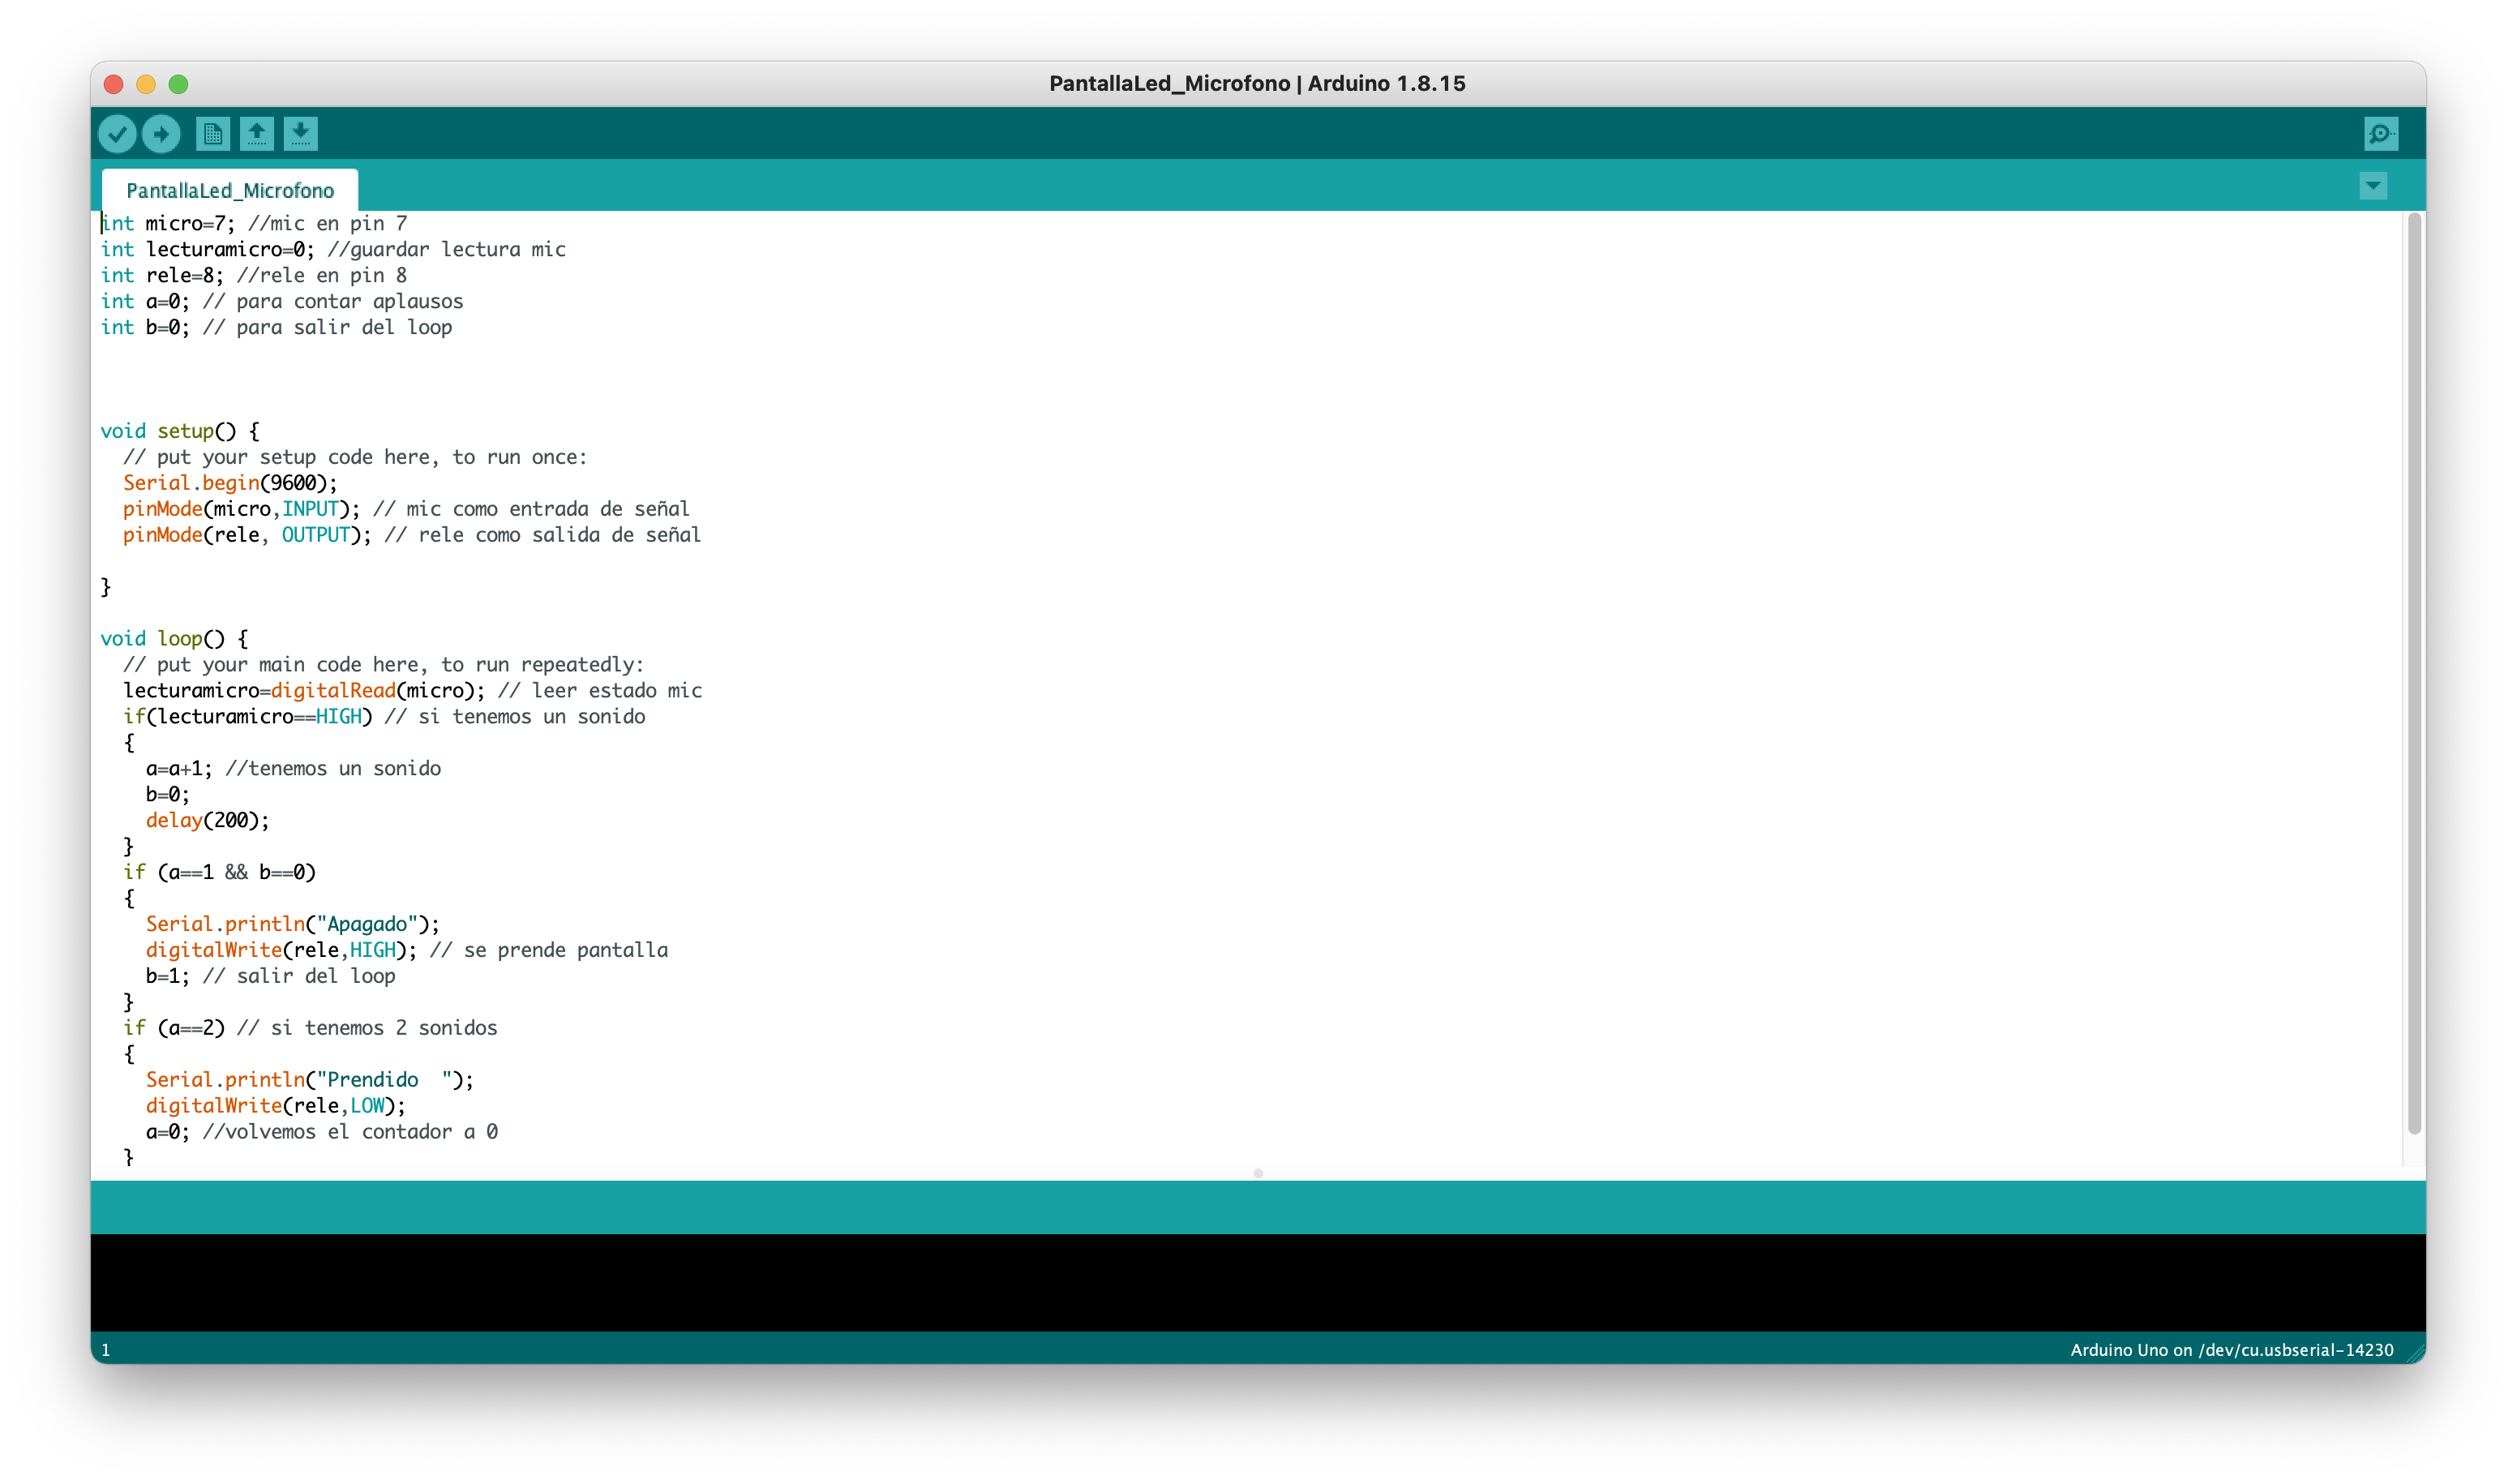 PantallaLed_Microfono | Arduino 1.8.15
PantallaLed_Microfono
int micro=7; //mic en pin 7
int lecturamicro=0; //guardar lectura mic
int rele=8; //rele en pin 8
int a=0; // para contar aplausos
int b=0; // para salir del loop
void setup() {
  // put your setup code here, to run once:
  Serial.begin(9600);
  pinMode(micro,INPUT); // mic como entrada de señal
  pinMode(rele, OUTPUT); // rele como salida de señal
}
void loop() {
  // put your main code here, to run repeatedly:
  lecturamicro=digitalRead(micro); // leer estado mic
  if(lecturamicro==HIGH) // si tenemos un sonido
  {
    a=a+1; //tenemos un sonido
    b=0;
    delay(200);
  }
  if (a==1 && b==0)
  {
    Serial.println("Apagado");
    digitalWrite(rele,HIGH); // se prende pantalla
    b=1; // salir del loop
  }
  if (a==2) // si tenemos 2 sonidos
  {
    Serial.println("Prendido  ");
    digitalWrite(rele,LOW);
    a=0; //volvemos el contador a 0
  }
1
Arduino Uno on /dev/cu.usbserial-14230